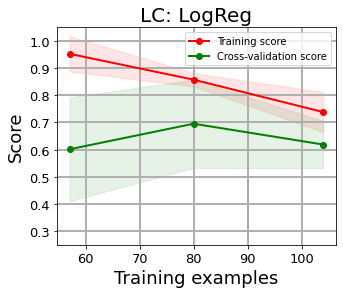 LC: LogReg
Training score
Cross-validation score
Score
1.0
0.9
0.8
0.7
0.6
0.5
0.4
0.3
60 70 80 90 100
Training examples